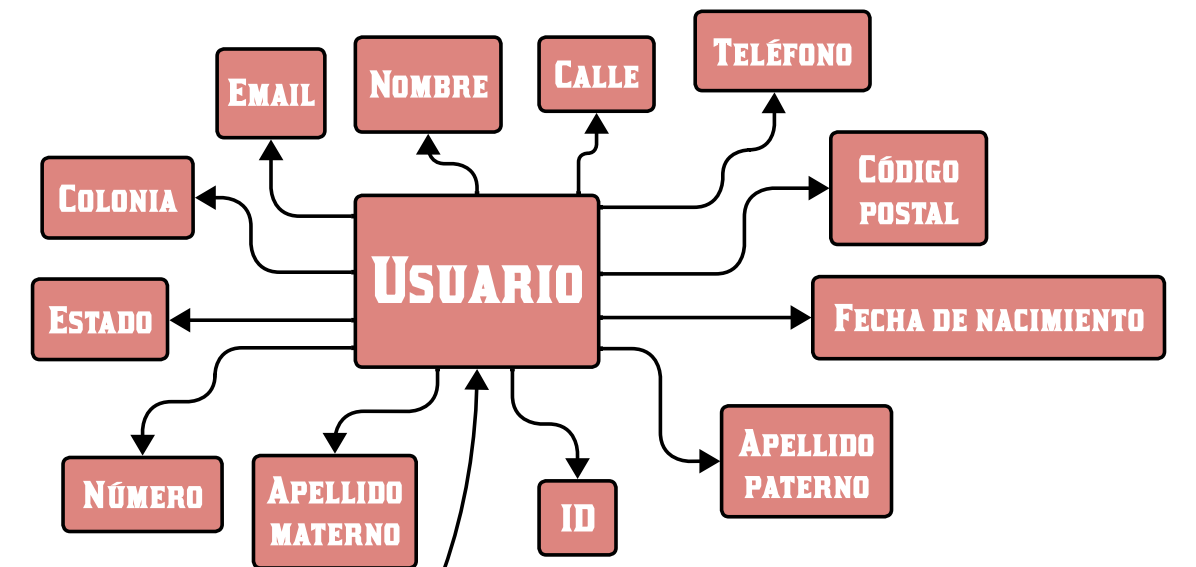 Teléfono
Nombre
Calle
Email
Código
postal
Colonia
Usuario
Estado
Fecha de nacimiento
Número
Apellido
materno
ID
Apellido
paterno